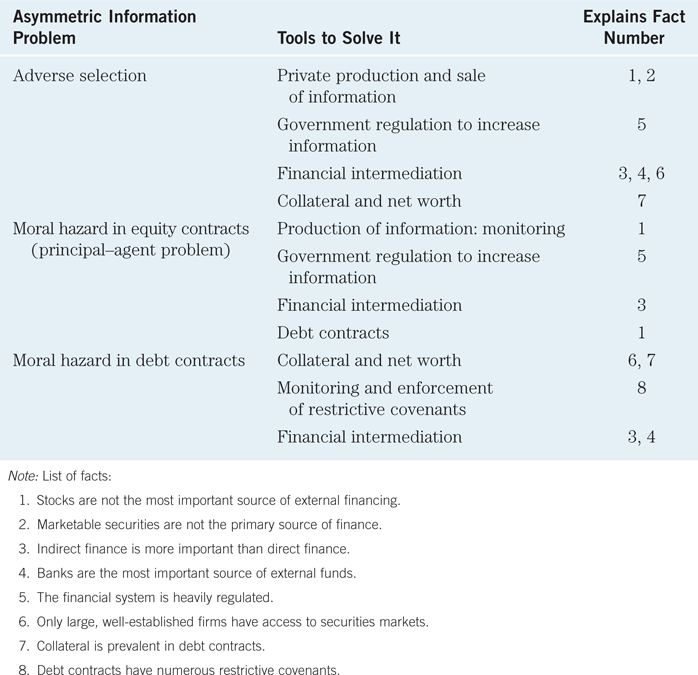 Asymmetric Information Problem Tools to Solve It Explains Fact Number
Adverse selection Private production and sale of information 1, 2
Government regulation to increase information 5
Financial intermediation 3, 4, 6
Collateral and net worth 7
Moral hazard in equity contracts (principal–agent problem) Production of information: monitoring 1
Government regulation to increase information 5
Financial intermediation 3
Debt contracts 1
Moral hazard in debt contracts Collateral and net worth 6, 7
Monitoring and enforcement of restrictive covenants 8
Financial intermediation 3, 4
Note: List of facts:
1. Stocks are not the most important source of external financing.
2. Marketable securities are not the primary source of finance.
3. Indirect finance is more important than direct finance.
4. Banks are the most important source of external funds.
5. The financial system is heavily regulated.
6. Only large, well-established firms have access to securities markets.
7. Collateral is prevalent in debt contracts.
8. Debt contracts have numerous restrictive covenants.